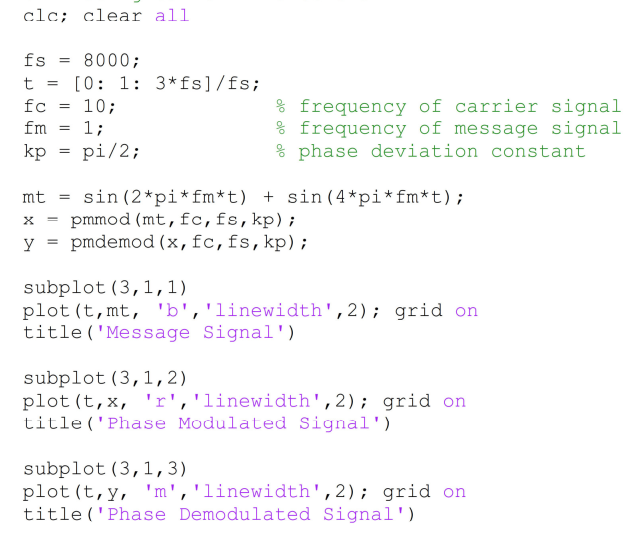 clc; clear all
fs = 8000;
t = [0: 1: 3*fs]/fs;
fc = 10; % frequency of carrier signal
fm = 1; % frequency of message signal
kp = pi/2; % phase deviation constant
mt = sin(2*pi*fm*t) + sin(4*pi*fm*t);
x = pmmod(mt,fc,fs,kp);
y = pmdemod(x,fc,fs,kp);
subplot(3,1,1)
plot(t,mt, 'b','linewidth',2); grid on
title('Message Signal')
subplot(3,1,2)
plot(t,x, 'r','linewidth',2); grid on
title('Phase Modulated Signal')
subplot(3,1,3)
plot(t,y, 'm','linewidth',2); grid on
title('Phase Demodulated Signal')